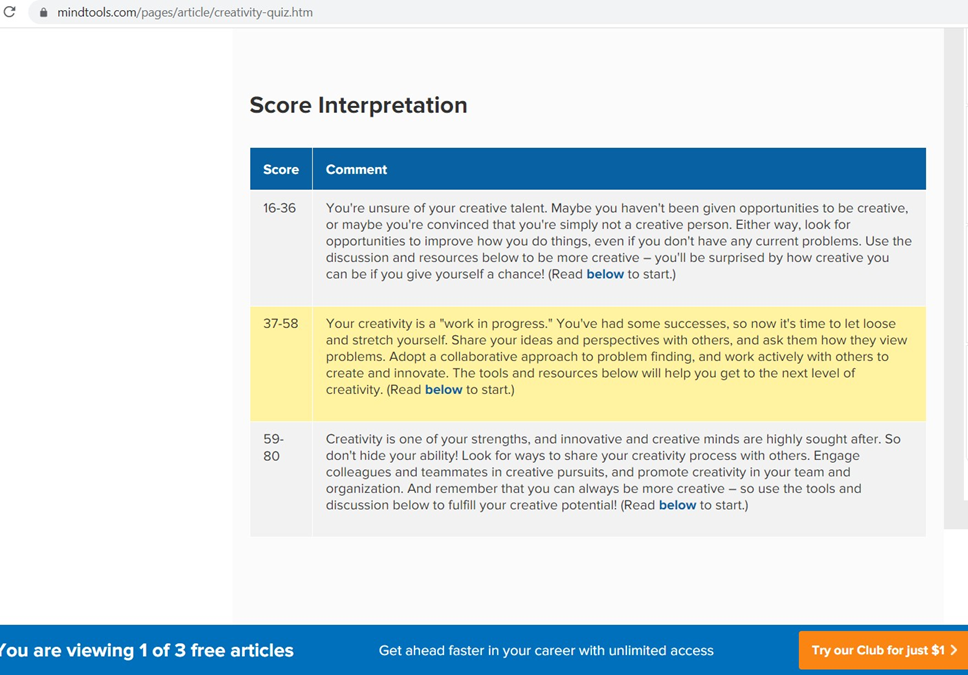 mindtools.com/pages/article/creativity-quiz.htm
Score Interpretation
Score Comment
16-36
You're unsure of your creative talent. Maybe you haven't been given opportunities to be creative,
or maybe you're convinced that you're simply not a creative person. Either way, look for
opportunities to improve how you do things, even if you don't have any current problems. Use the
discussion and resources below to be more creative – you'll be surprised by how creative you
can be if you give yourself a chance! (Read below to start.)
37-58
Your creativity is a "work in progress." You've had some successes, so now it's time to let loose
and stretch yourself. Share your ideas and perspectives with others, and ask them how they view
problems. Adopt a collaborative approach to problem finding, and work actively with others to
create and innovate. The tools and resources below will help you get to the next level of
creativity. (Read below to start.)
59-
80
Creativity is one of your strengths, and innovative and creative minds are highly sought after. So
don't hide your ability! Look for ways to share your creativity process with others. Engage
colleagues and teammates in creative pursuits, and promote creativity in your team and
organization. And remember that you can always be more creative – so use the tools and
discussion below to fulfill your creative potential! (Read below to start.)
You are viewing 1 of 3 free articles
Get ahead faster in your career with unlimited access
Try our Club for just $1 >